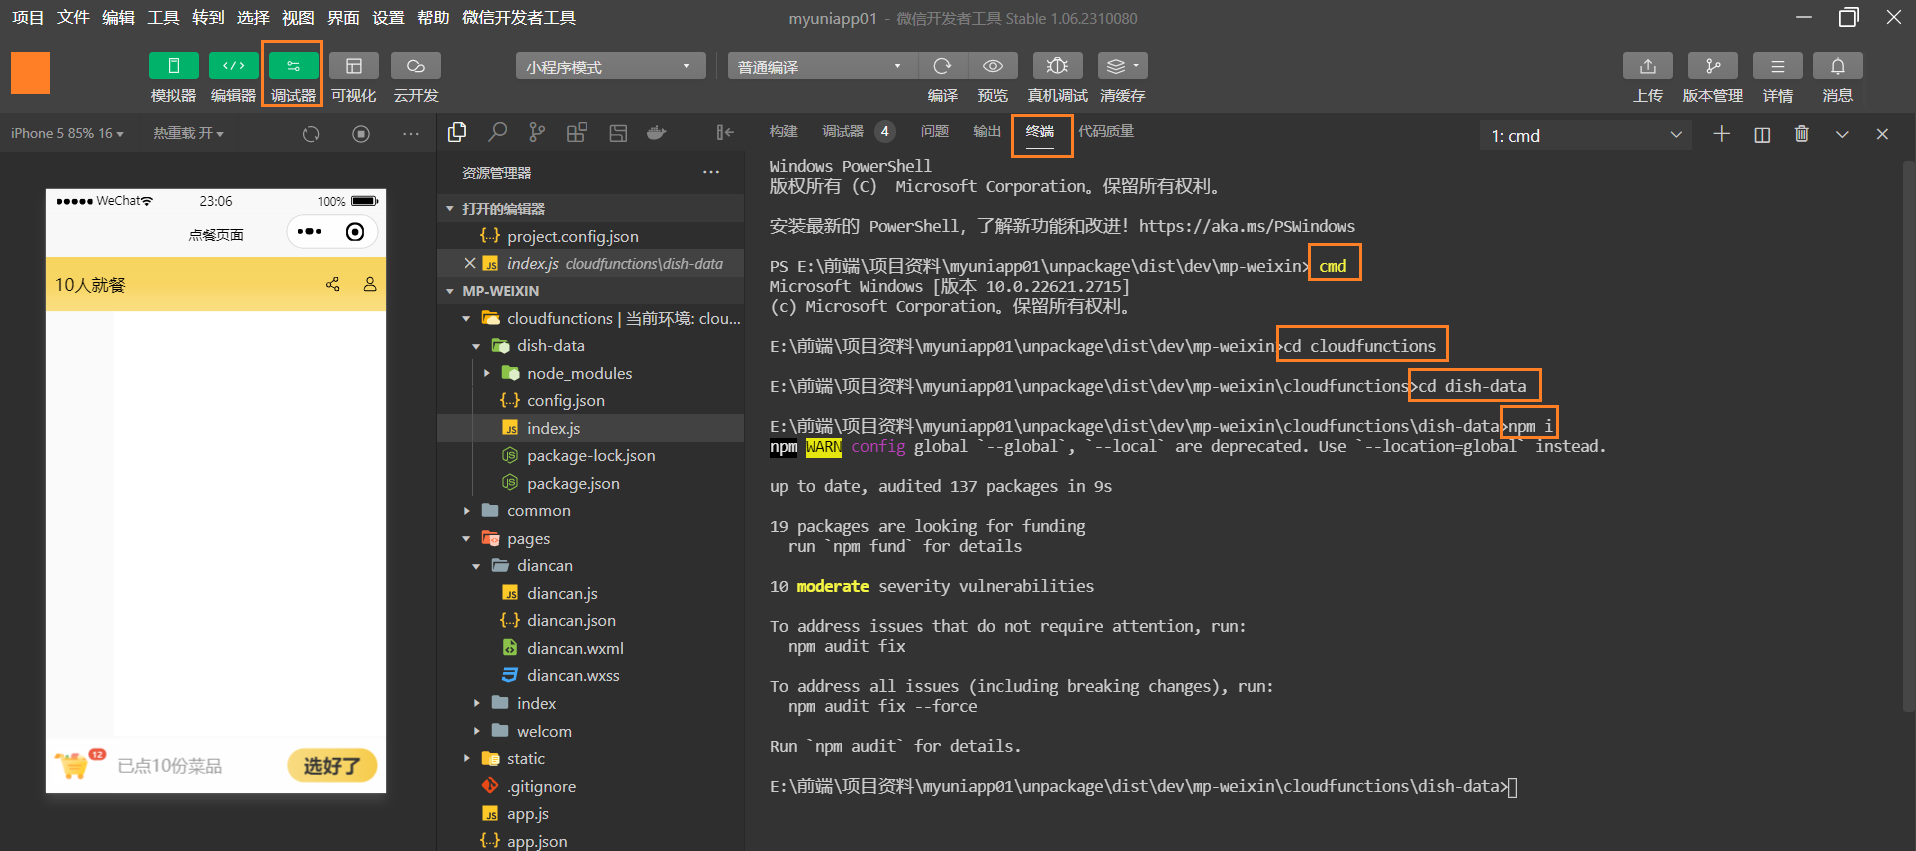 项目 文件 编辑 工具 转到 选择 视图 界面 设置 帮助 微信开发者工具
myuniapp01 - 微信开发者工具 Stable 1.06.2310080
模拟器 编辑器 调试器 可视化 云开发
小程序模式
普通编译
编译 预览 真机调试 清缓存
上传 版本管理 详情 消息
iPhone 5 85% 16
热重载 开
WeChat
23:06
100%
点餐页面
10人就餐
12
已点10份菜品
选好了
资源管理器
打开的编辑器
project.config.json
index.js cloudfunctions\dish-data
MP-WEIXIN
cloudfunctions | 当前环境: clou...
dish-data
node_modules
config.json
index.js
package-lock.json
package.json
common
pages
diancan
diancan.js
diancan.json
diancan.wxml
diancan.wxss
index
welcom
static
.gitignore
app.js
app.json
构建 调试器 4 问题 输出 终端 代码质量
1: cmd
Windows PowerShell
版权所有 (C)  Microsoft Corporation。保留所有权利。
安装最新的 PowerShell，了解新功能和改进！https://aka.ms/PSWindows
PS E:\前端\项目资料\myuniapp01\unpackage\dist\dev\mp-weixin> cmd
Microsoft Windows [版本 10.0.22621.2715]
(c) Microsoft Corporation。保留所有权利。
E:\前端\项目资料\myuniapp01\unpackage\dist\dev\mp-weixin>cd cloudfunctions
E:\前端\项目资料\myuniapp01\unpackage\dist\dev\mp-weixin\cloudfunctions>cd dish-data
E:\前端\项目资料\myuniapp01\unpackage\dist\dev\mp-weixin\cloudfunctions\dish-data>npm i
npm WARN config global `--global`, `--local` are deprecated. Use `--location=global` instead.
up to date, audited 137 packages in 9s
19 packages are looking for funding
  run `npm fund` for details
10 moderate severity vulnerabilities
To address issues that do not require attention, run:
  npm audit fix
To address all issues (including breaking changes), run:
  npm audit fix --force
Run `npm audit` for details.
E:\前端\项目资料\myuniapp01\unpackage\dist\dev\mp-weixin\cloudfunctions\dish-data>